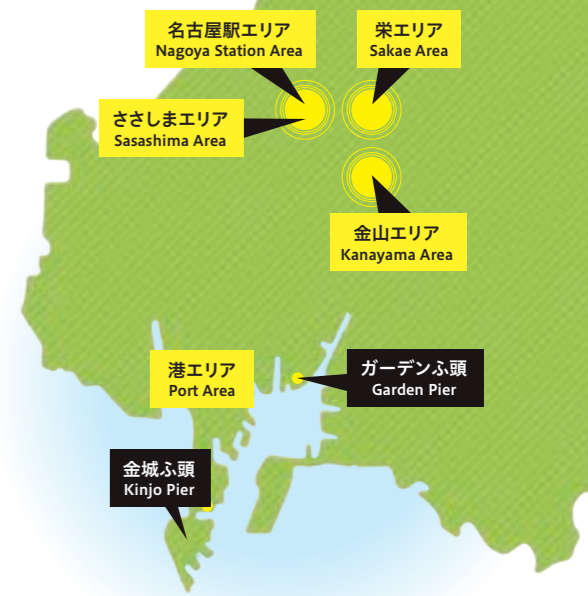 名古屋駅エリア
Nagoya Station Area
栄エリア
Sakae Area
ささしまエリア
Sasashima Area
金山エリア
Kanayama Area
港エリア
Port Area
ガーデンふ頭
Garden Pier
金城ふ頭
Kinjo Pier